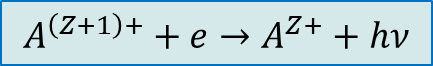 A^{(Z+1)+} + e → A^{Z+} + hν